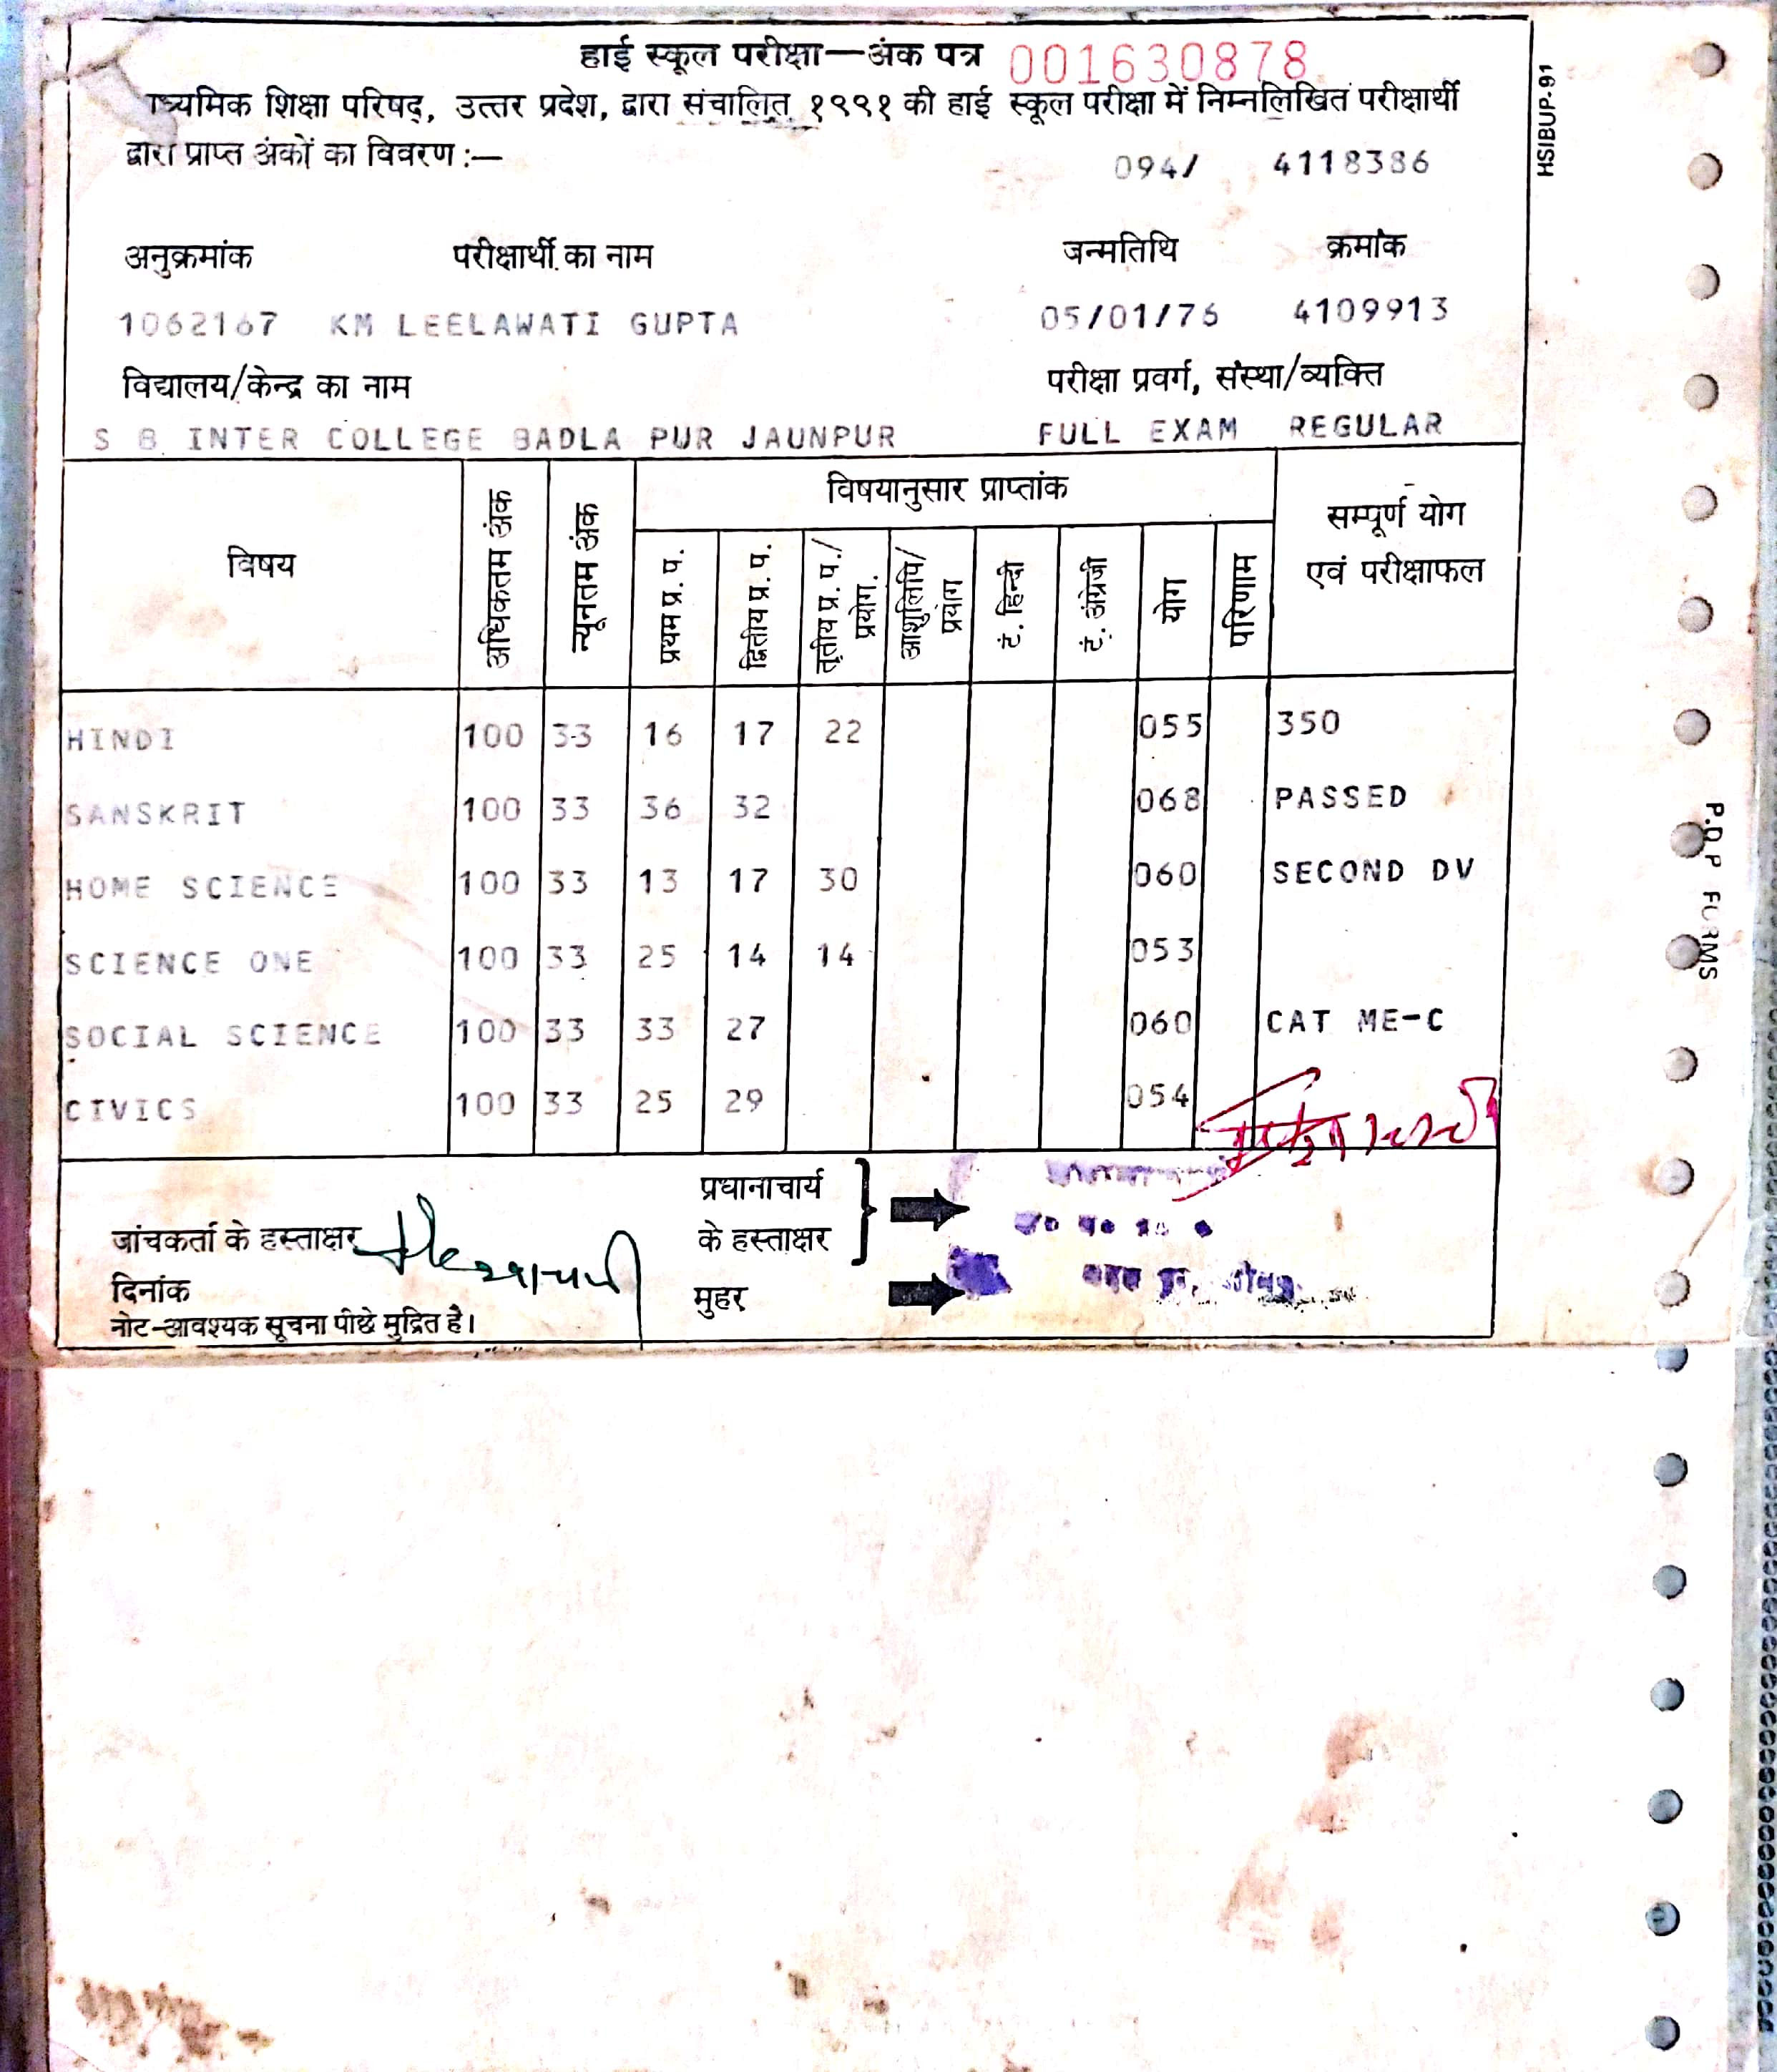 हाई स्कूल परीक्षा—अंक पत्र 001630878
ाध्यमिक शिक्षा परिषद्, उत्तर प्रदेश, द्वारा संचालित १९९१ की हाई स्कूल परीक्षा में निम्नलिखित परीक्षार्थी
द्वारा प्राप्त अंकों का विवरण :—
094/ 4118386
अनुक्रमांक परीक्षार्थी का नाम जन्मतिथि क्रमांक
1062167 KM LEELAWATI GUPTA 05/01/76 4109913
विद्यालय/केन्द्र का नाम परीक्षा प्रवर्ग, संस्था/व्यक्ति
S B INTER COLLEGE BADLA PUR JAUNPUR FULL EXAM REGULAR
विषय अधिकतम अंक न्यूनतम अंक विषयानुसार प्राप्तांक सम्पूर्ण योग एवं परीक्षाफल
प्रथम प्र. प. द्वितीय प्र. प. तृतीय प्र. प./ प्रयोग. आशुलिपि/ प्रयोग टं. हिन्दी टं. अंग्रेजी योग परिणाम
HINDI 100 33 16 17 22 055 350
SANSKRIT 100 33 36 32 068 PASSED
HOME SCIENCE 100 33 13 17 30 060 SECOND DV
SCIENCE ONE 100 33 25 14 14 053
SOCIAL SCIENCE 100 33 33 27 060 CAT ME-C
CIVICS 100 33 25 29 054
प्रधानाचार्य
जांचकर्ता के हस्ताक्षर के हस्ताक्षर
दिनांक मुहर
नोट-आवश्यक सूचना पीछे मुद्रित है।
HSIBUP-91
P.D.P FORMS